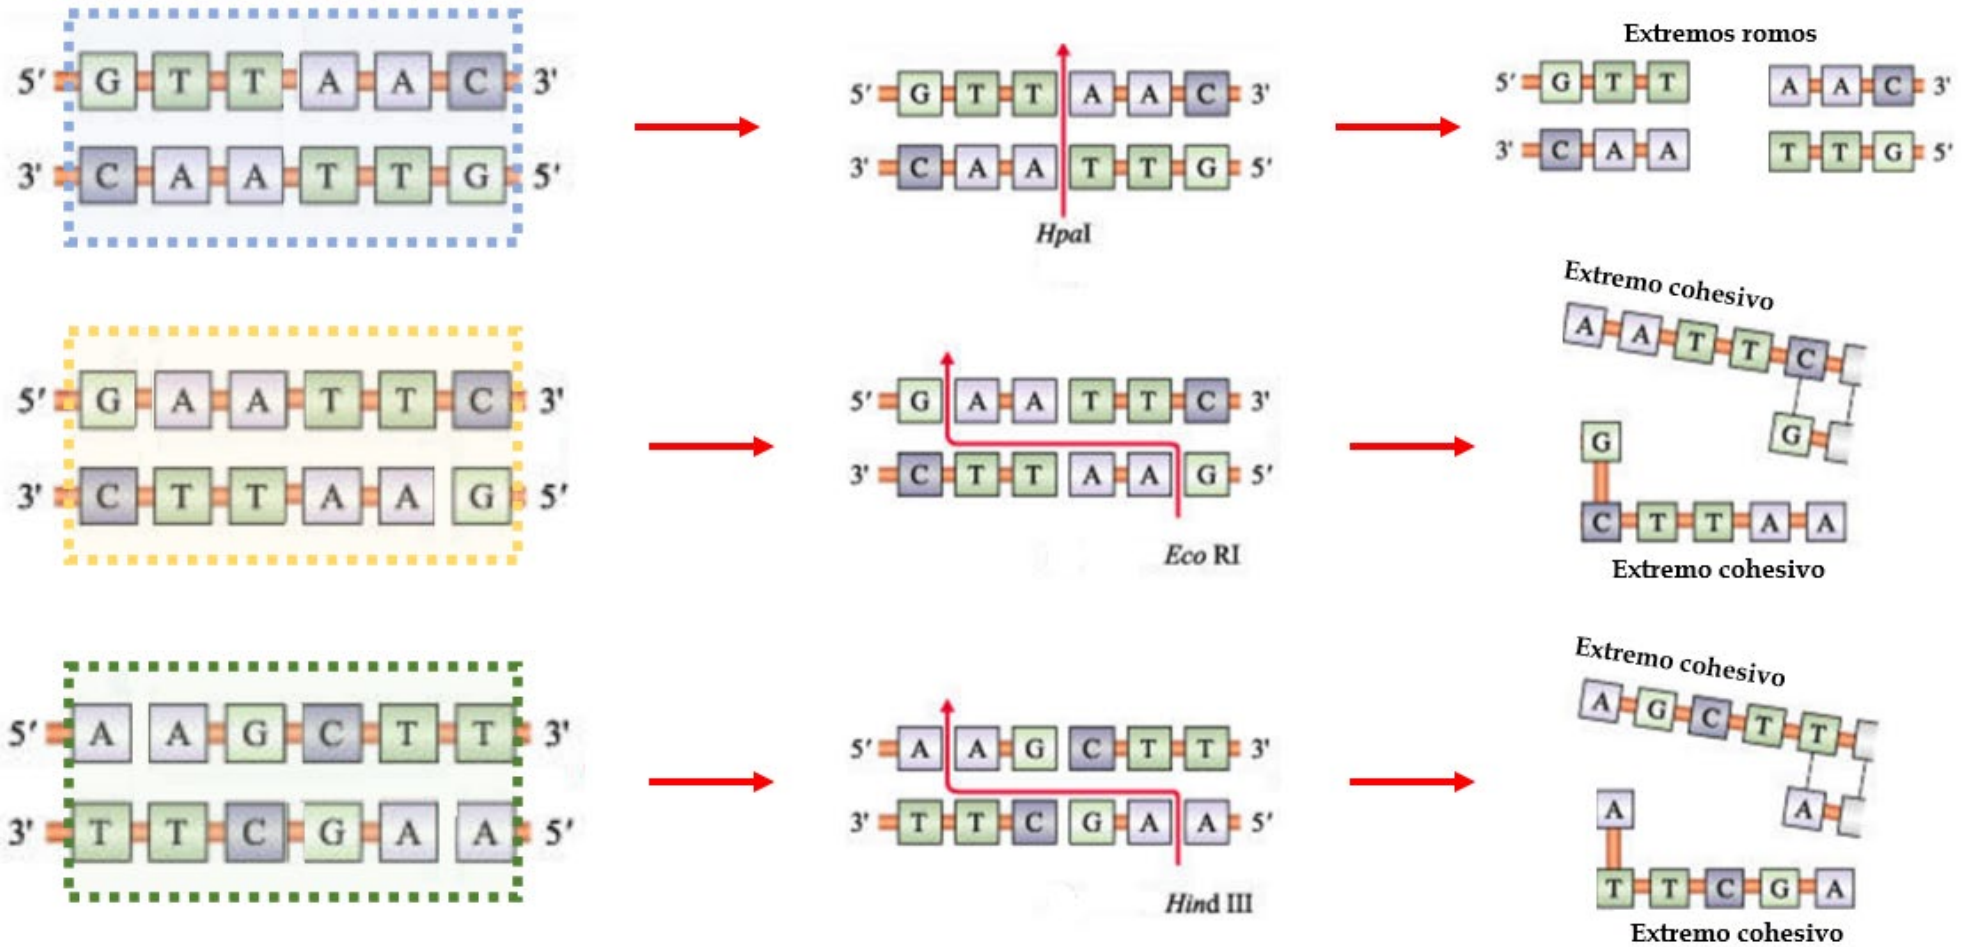 5' G T T A A C 3'
3' C A A T T G 5'
5' G T T A A C 3'
3' C A A T T G 5'
HpaI
Extremos romos
5' G T T A A C 3'
3' C A A T T G 5'
5' G A A T T C 3'
3' C T T A A G 5'
5' G A A T T C 3'
3' C T T A A G 5'
Eco RI
Extremo cohesivo
A A T T C
G
G
C T T A A
Extremo cohesivo
5' A A G C T T 3'
3' T T C G A A 5'
5' A A G C T T 3'
3' T T C G A A 5'
Hind III
Extremo cohesivo
A G C T T
A
A
T T C G A
Extremo cohesivo